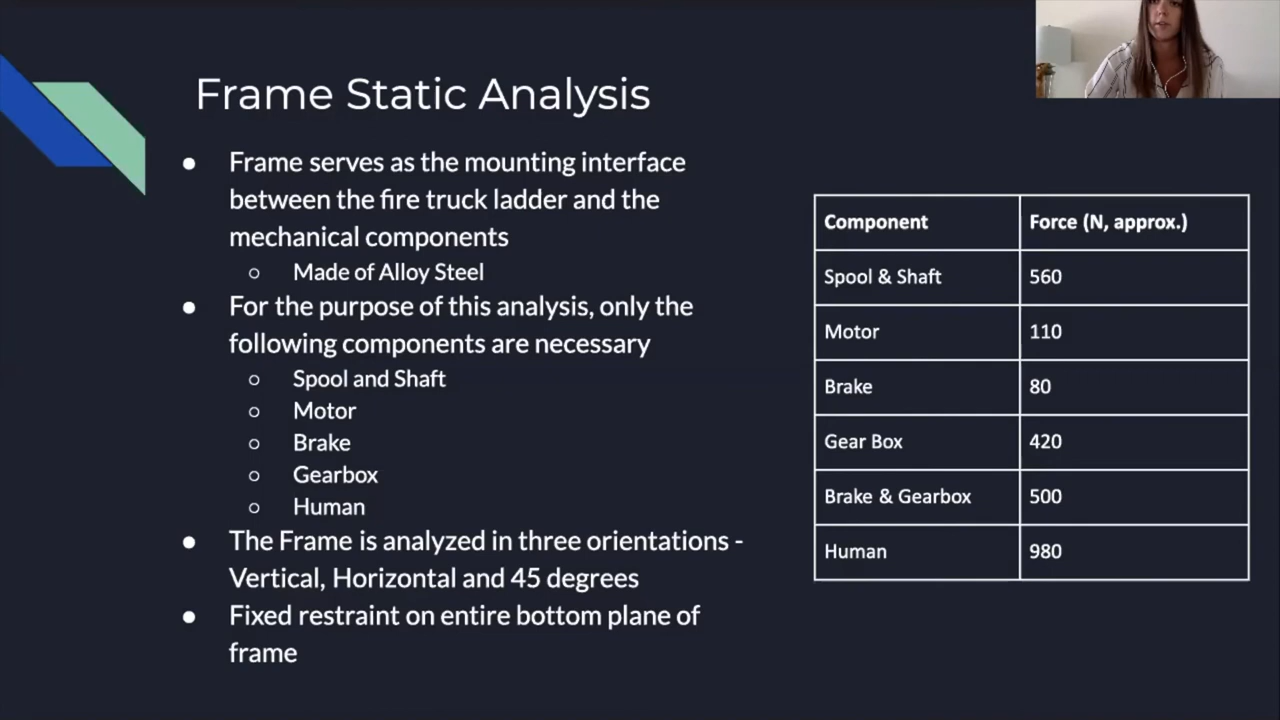 Frame Static Analysis
● Frame serves as the mounting interface
between the fire truck ladder and the
mechanical components
○ Made of Alloy Steel
● For the purpose of this analysis, only the
following components are necessary
○ Spool and Shaft
○ Motor
○ Brake
○ Gearbox
○ Human
● The Frame is analyzed in three orientations -
Vertical, Horizontal and 45 degrees
● Fixed restraint on entire bottom plane of
frame
Component Force (N, approx.)
Spool & Shaft 560
Motor 110
Brake 80
Gear Box 420
Brake & Gearbox 500
Human 980